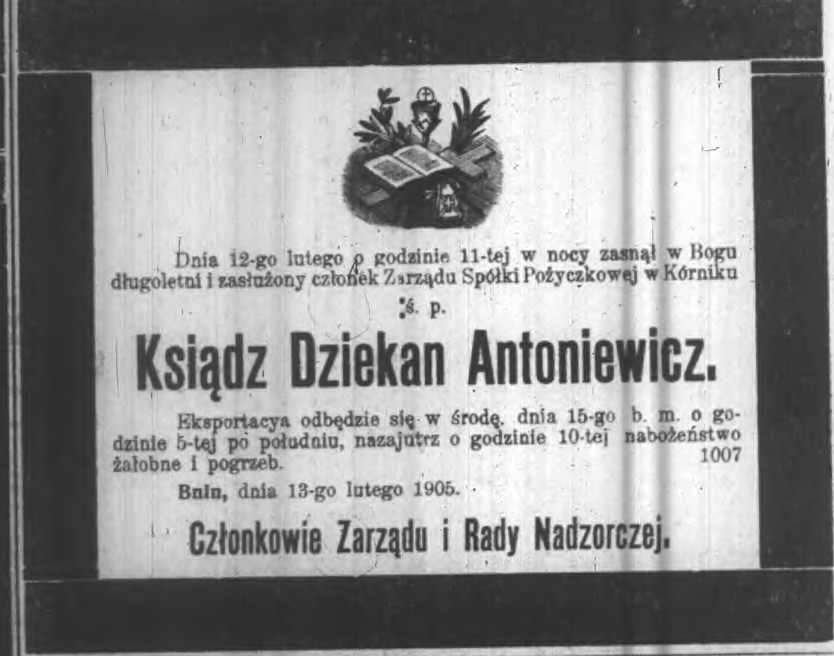 Dnia 12-go lutego o godzinie 11-tej w nocy zasnął w Bogu
długoletni i zasłużony członek Zarządu Spółki Pożyczkowej w Kórniku
ś. p.
Ksiądz Dziekan Antoniewicz.
Eksportacya odbędzie się w środę, dnia 15-go b. m. o go-
dzinie 5-tej po południu, nazajutrz o godzinie 10-tej nabożeństwo
żałobne i pogrzeb. 1007
Bnin, dnia 13-go lutego 1905.
Członkowie Zarządu i Rady Nadzorczej.